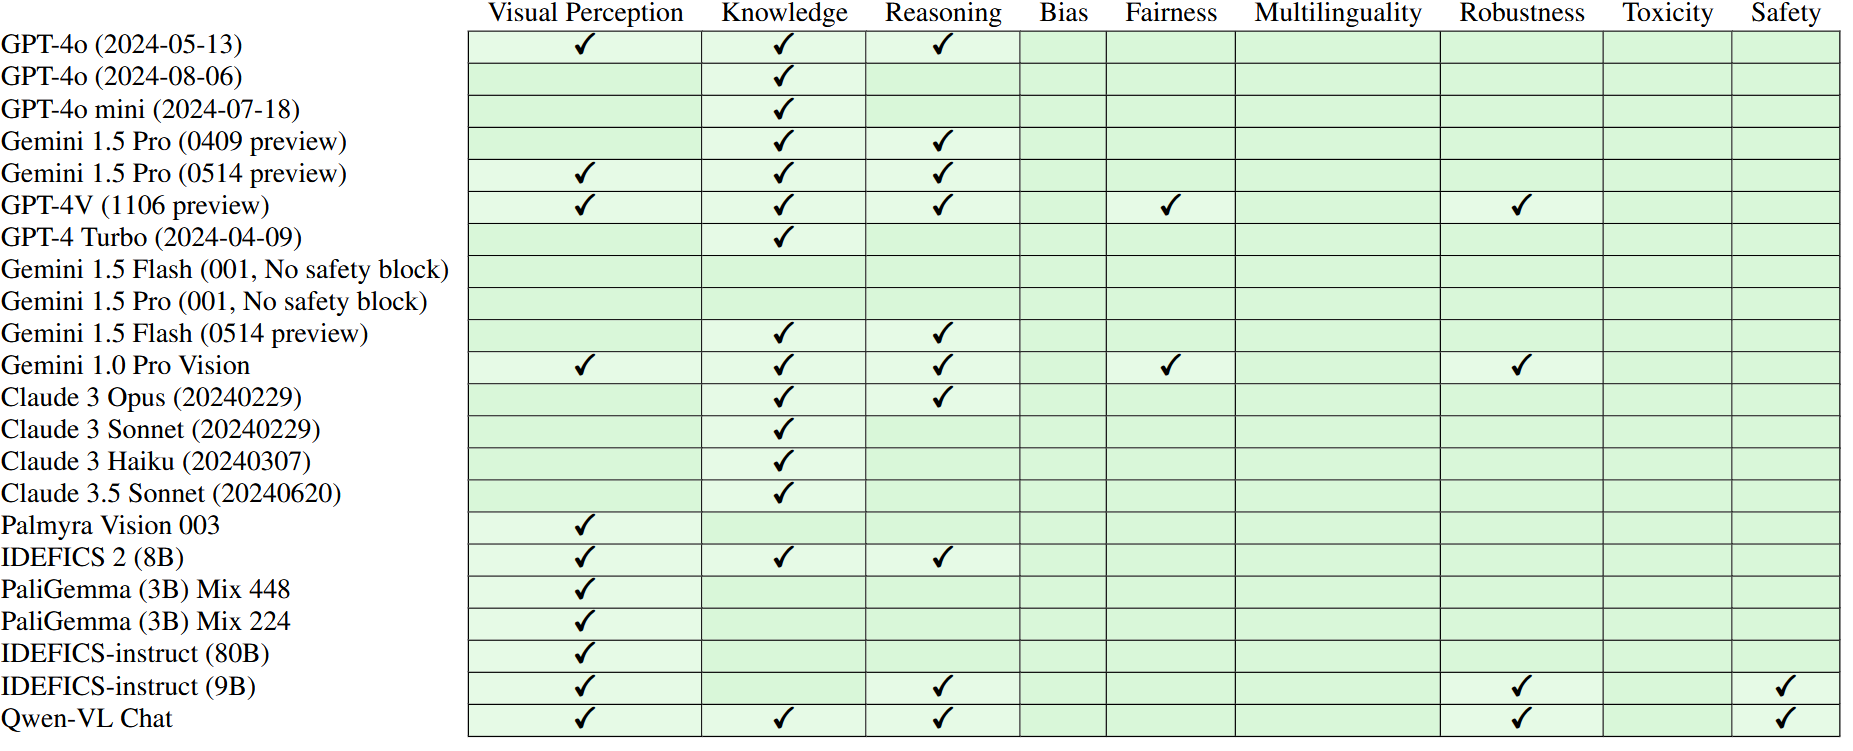 Visual Perception Knowledge Reasoning Bias Fairness Multilinguality Robustness Toxicity Safety
GPT-4o (2024-05-13) ✓ ✓ ✓
GPT-4o (2024-08-06) ✓
GPT-4o mini (2024-07-18) ✓
Gemini 1.5 Pro (0409 preview) ✓ ✓
Gemini 1.5 Pro (0514 preview) ✓ ✓ ✓
GPT-4V (1106 preview) ✓ ✓ ✓ ✓ ✓
GPT-4 Turbo (2024-04-09) ✓
Gemini 1.5 Flash (001, No safety block)
Gemini 1.5 Pro (001, No safety block)
Gemini 1.5 Flash (0514 preview) ✓ ✓
Gemini 1.0 Pro Vision ✓ ✓ ✓ ✓ ✓
Claude 3 Opus (20240229) ✓ ✓
Claude 3 Sonnet (20240229) ✓
Claude 3 Haiku (20240307) ✓
Claude 3.5 Sonnet (20240620) ✓
Palmyra Vision 003 ✓
IDEFICS 2 (8B) ✓ ✓ ✓
PaliGemma (3B) Mix 448 ✓
PaliGemma (3B) Mix 224 ✓
IDEFICS-instruct (80B) ✓
IDEFICS-instruct (9B) ✓ ✓ ✓ ✓
Qwen-VL Chat ✓ ✓ ✓ ✓ ✓